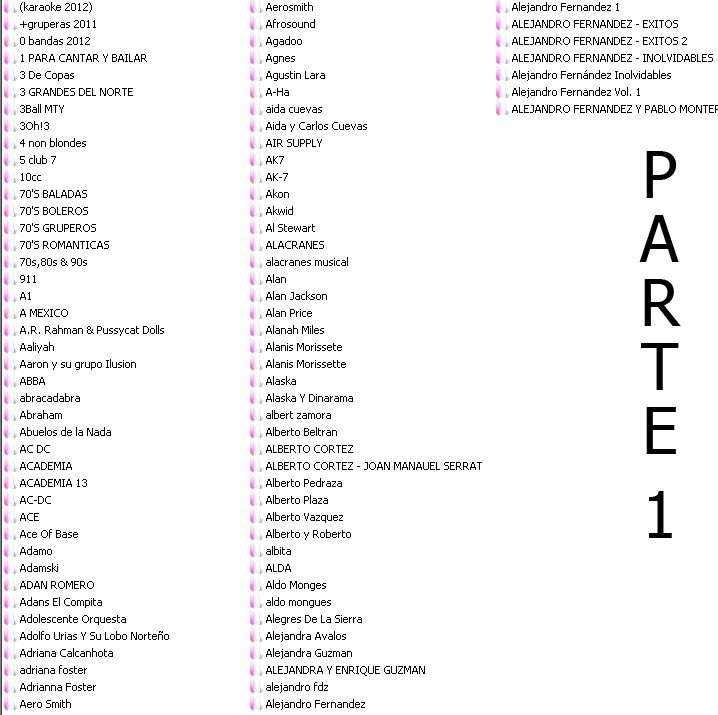 (karaoke 2012)
+gruperas 2011
0 bandas 2012
1 PARA CANTAR Y BAILAR
3 De Copas
3 GRANDES DEL NORTE
3Ball MTY
3Oh!3
4 non blondes
5 club 7
10cc
70'S BALADAS
70'S BOLEROS
70'S GRUPEROS
70'S ROMANTICAS
70s,80s & 90s
911
A1
A MEXICO
A.R. Rahman & Pussycat Dolls
Aaliyah
Aaron y su grupo Ilusion
ABBA
abracadabra
Abraham
Abuelos de la Nada
AC DC
ACADEMIA
ACADEMIA 13
AC-DC
ACE
Ace Of Base
Adamo
Adamski
ADAN ROMERO
Adans El Compita
Adolescente Orquesta
Adolfo Urias Y Su Lobo Norteño
Adriana Calcanhota
adriana foster
Adrianna Foster
Aero Smith
Aerosmith
Afrosound
Agadoo
Agnes
Agustin Lara
A-Ha
aida cuevas
Aida y Carlos Cuevas
AIR SUPPLY
AK7
AK-7
Akon
Akwid
Al Stewart
ALACRANES
alacranes musical
Alan
Alan Jackson
Alan Price
Alanah Miles
Alanis Morissete
Alanis Morissette
Alaska
Alaska Y Dinarama
albert zamora
Alberto Beltran
ALBERTO CORTEZ
ALBERTO CORTEZ - JOAN MANAUEL SERRAT
Alberto Pedraza
Alberto Plaza
Alberto Vazquez
Alberto y Roberto
albita
ALDA
Aldo Monges
aldo mongues
Alegres De La Sierra
Alejandra Avalos
Alejandra Guzman
ALEJANDRA Y ENRIQUE GUZMAN
alejandro fdz
Alejandro Fernandez
Alejandro Fernandez 1
ALEJANDRO FERNANDEZ - EXITOS
ALEJANDRO FERNANDEZ - EXITOS 2
ALEJANDRO FERNANDEZ - INOLVIDABLES
Alejandro Fernández Inolvidables
Alejandro Fernandez Vol. 1
ALEJANDRO FERNANDEZ Y PABLO MONTER
P
A
R
T
E
1